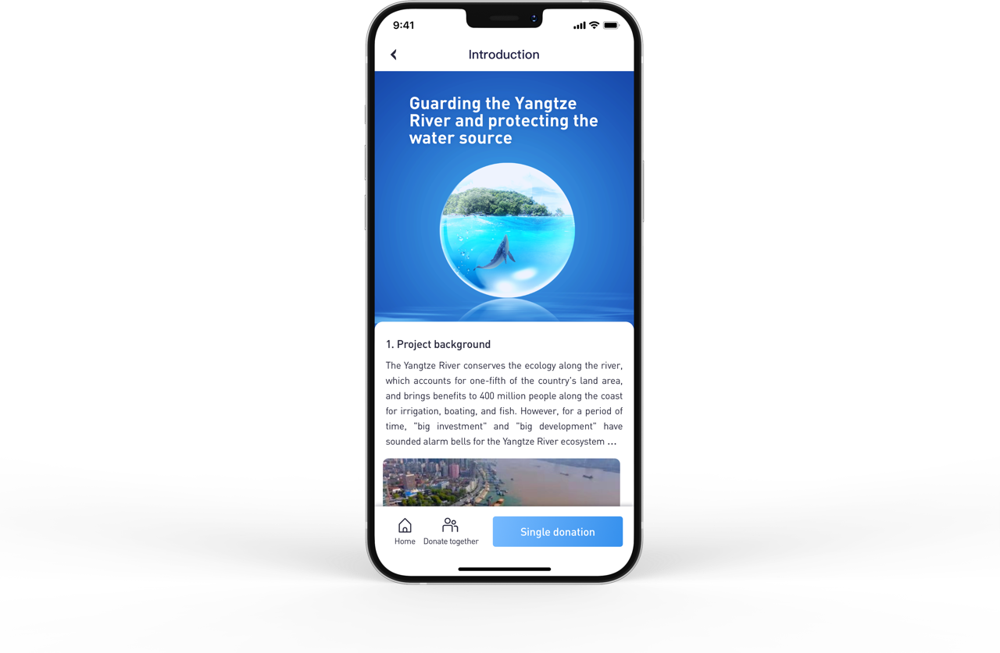 9:41
Introduction
Guarding the Yangtze
River and protecting the
water source
1. Project background
The Yangtze River conserves the ecology along the river,
which accounts for one-fifth of the country's land area,
and brings benefits to 400 million people along the coast
for irrigation, boating, and fish. However, for a period of
time, "big investment" and "big development" have
sounded alarm bells for the Yangtze River ecosystem ...
Home
Donate together
Single donation